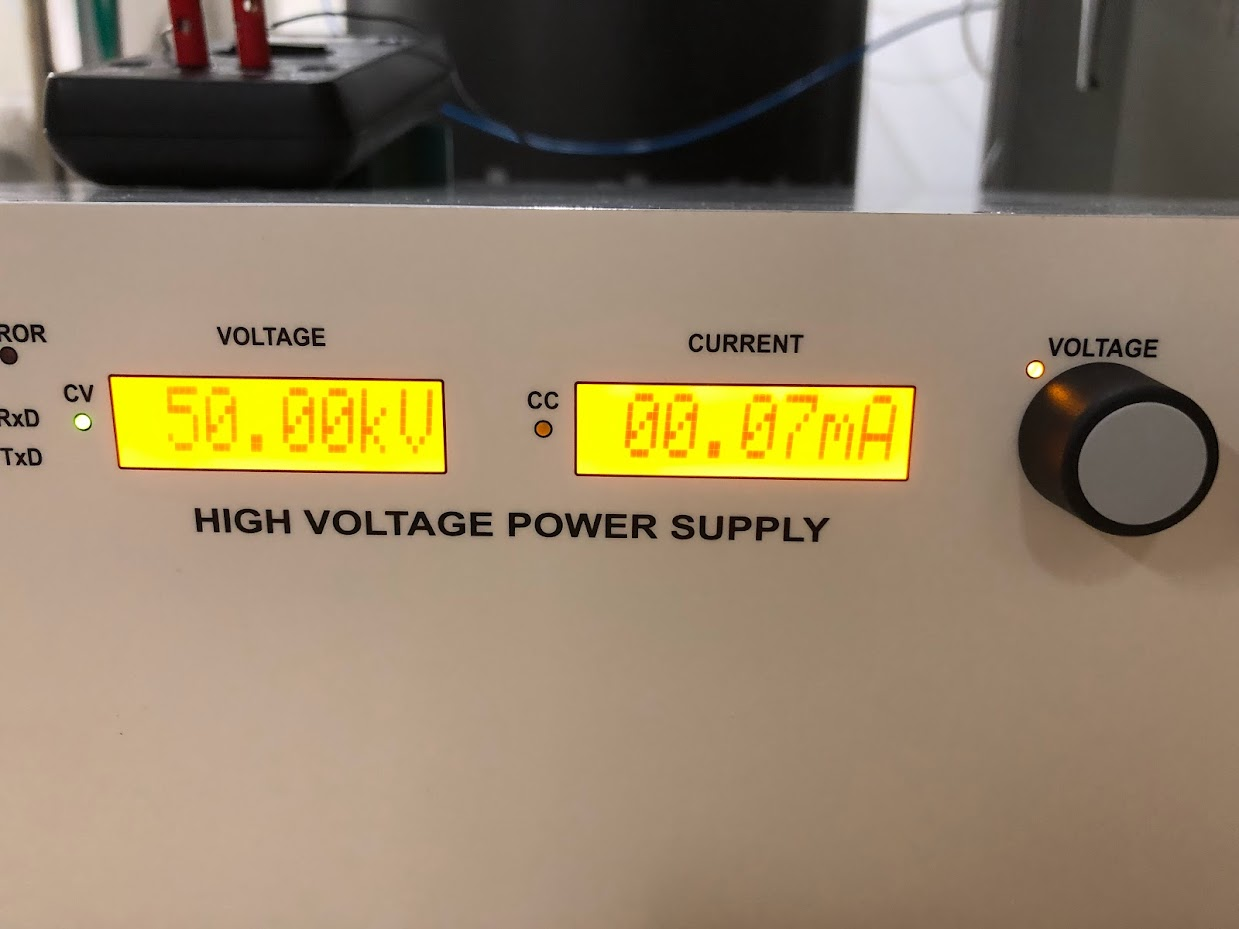 VOLTAGE
CURRENT
VOLTAGE
ROR
CV
50.00kV
CC
00.07mA
RxD
TxD
HIGH VOLTAGE POWER SUPPLY